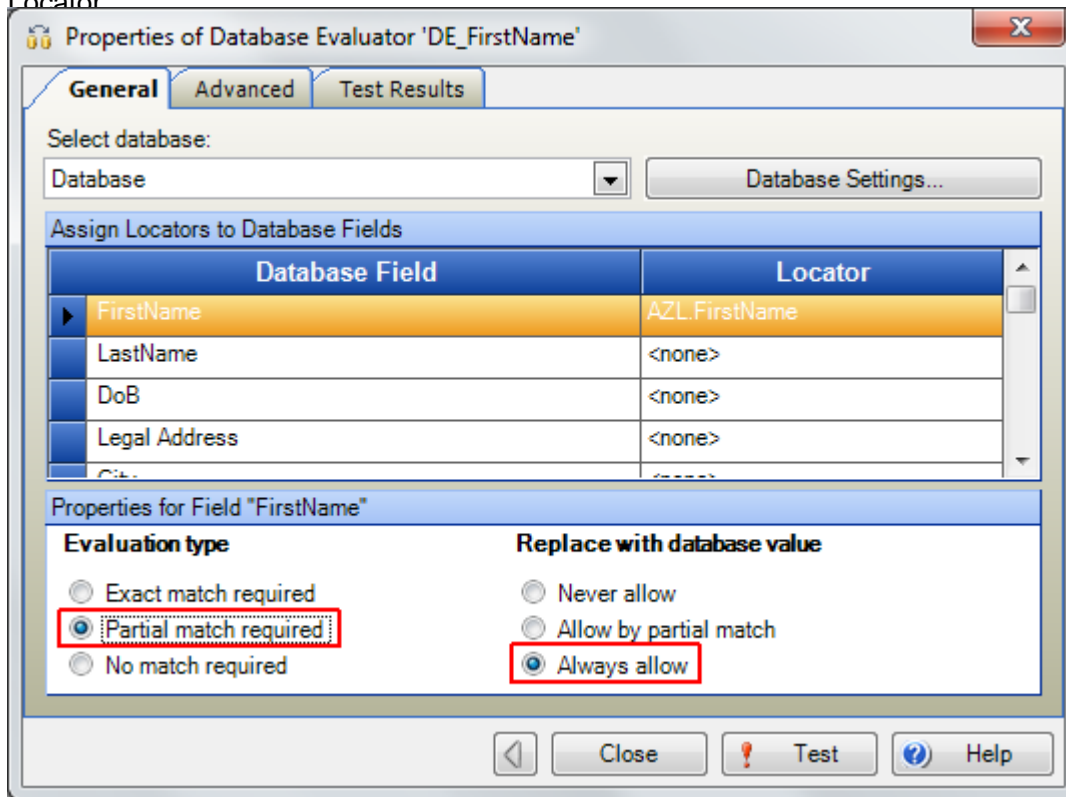 Locator
Properties of Database Evaluator 'DE_FirstName'
General Advanced Test Results
Select database:
Database Database Settings...
Assign Locators to Database Fields
Database Field Locator
FirstName AZL.FirstName
LastName <none>
DoB <none>
Legal Address <none>
City <none>
Properties for Field "FirstName"
Evaluation type Replace with database value
Exact match required Never allow
Partial match required Allow by partial match
No match required Always allow
Close Test Help